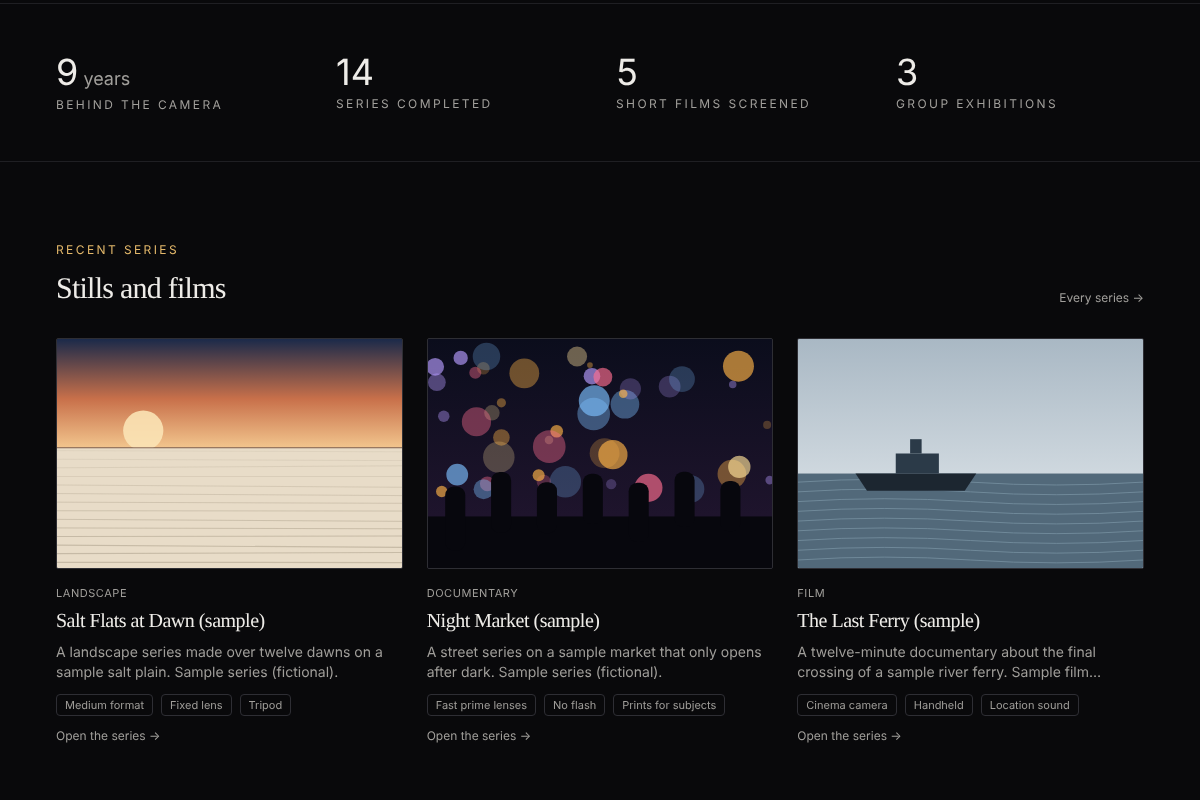 9 years
BEHIND THE CAMERA
14
SERIES COMPLETED
5
SHORT FILMS SCREENED
3
GROUP EXHIBITIONS
RECENT SERIES
Stills and films
Every series →
LANDSCAPE
Salt Flats at Dawn (sample)
A landscape series made over twelve dawns on a
sample salt plain. Sample series (fictional).
Medium format
Fixed lens
Tripod
Open the series →
DOCUMENTARY
Night Market (sample)
A street series on a sample market that only opens
after dark. Sample series (fictional).
Fast prime lenses
No flash
Prints for subjects
Open the series →
FILM
The Last Ferry (sample)
A twelve-minute documentary about the final
crossing of a sample river ferry. Sample film...
Cinema camera
Handheld
Location sound
Open the series →